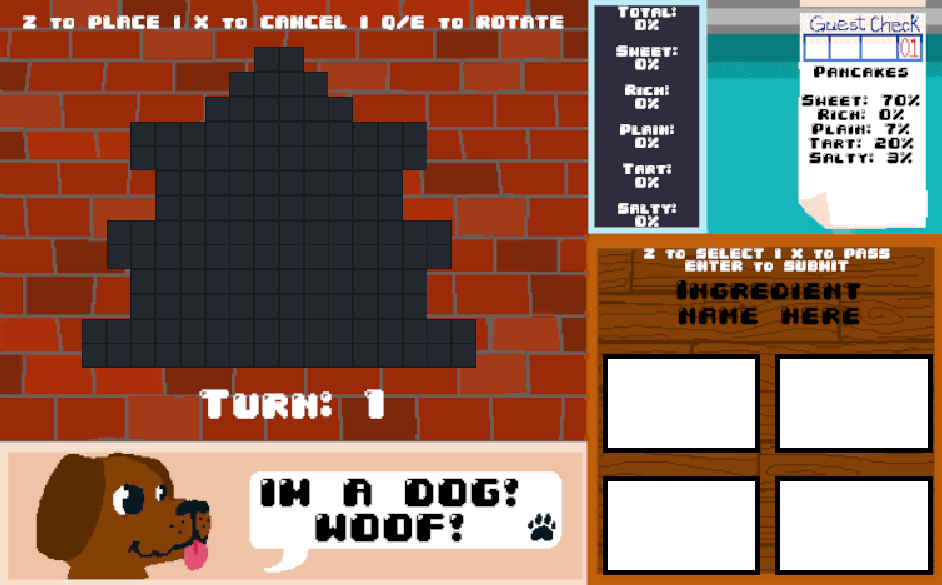 Z TO PLACE | X TO CANCEL | Q/E TO ROTATE
TURN: 1
IM A DOG!
WOOF!
TOTAL:
0%
SWEET:
0%
RICH:
0%
PLAIN:
0%
TART:
0%
SALTY:
0%
Guest Check
01
PANCAKES
SWEET: 70%
RICH: 0%
PLAIN: 7%
TART: 20%
SALTY: 3%
Z TO SELECT | X TO PASS
ENTER TO SUBMIT
INGREDIENT
NAME HERE